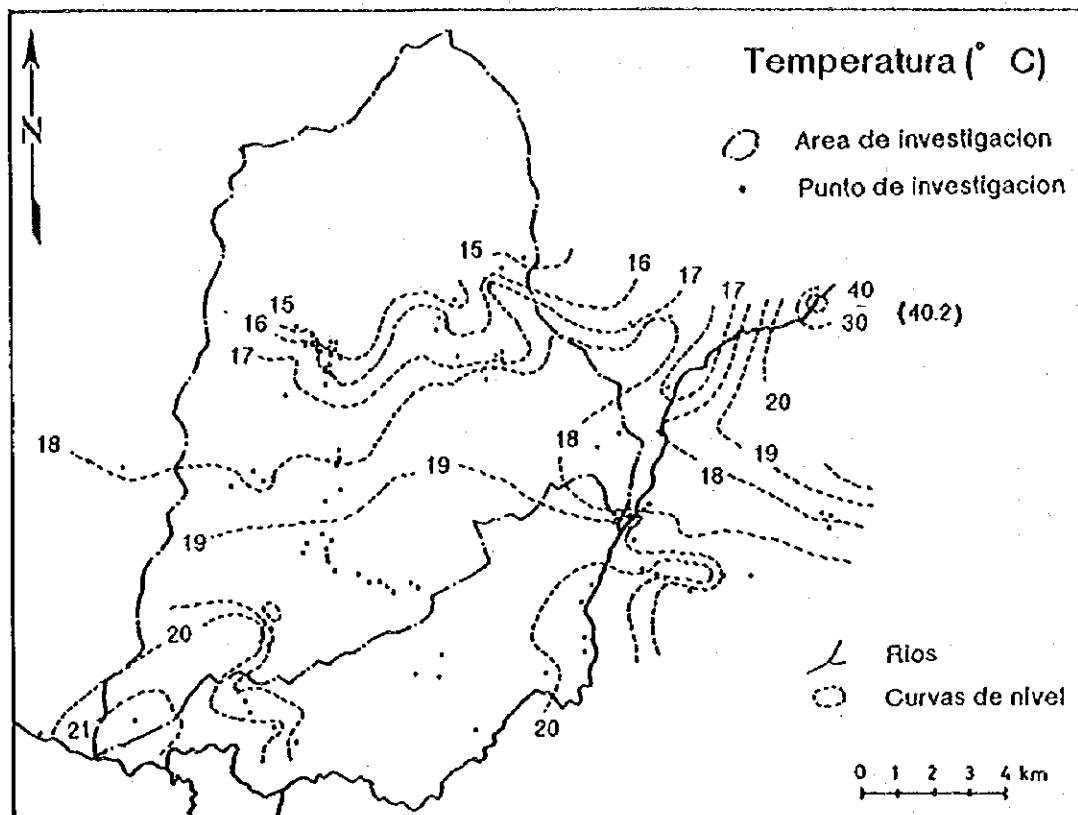 Temperatura (° C)
N
Area de investigacion
Punto de investigacion
15
16
17
17
40
30
(40.2)
15
16
17
20
18
18
19
19
18
19
20
20
21
Rios
Curvas de nivel
0 1 2 3 4 km